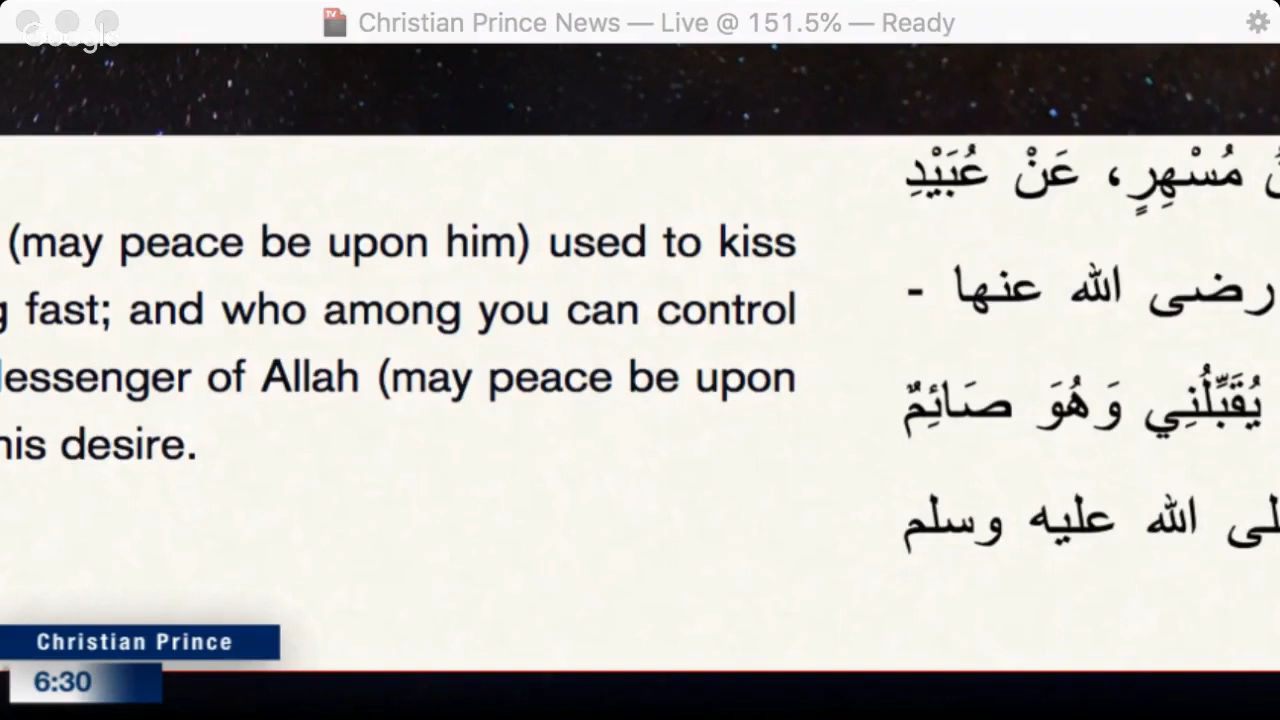 Christian Prince News — Live @ 151.5% — Ready
Google
(may peace be upon him) used to kiss
fast; and who among you can control
Messenger of Allah (may peace be upon
his desire.
مُسْهِرٍ، عَنْ عُبَيْدِ
رضى الله عنها -
يُقَبِّلُنِي وَهُوَ صَائِمٌ
الله عليه وسلم
Christian Prince
6:30